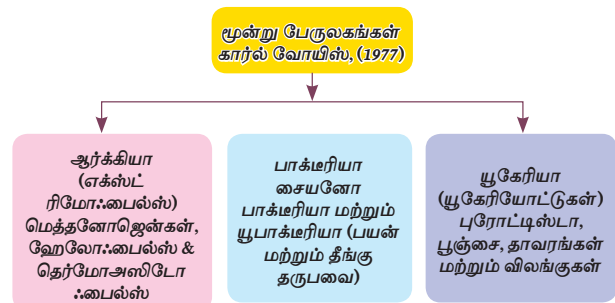 மூன்று பேருலகங்கள்
கார்ல் வோயிஸ், (1977)
ஆர்க்கியா
(எக்ஸ்ட்
ரிமோஃபைல்ஸ்)
மெத்தனோஜென்கள்,
ஹேலோஃபைல்ஸ் &
தெர்மோஅஸிடோ
ஃபைல்ஸ்
பாக்டீரியா
சையனோ
பாக்டீரியா மற்றும்
யூபாக்டீரியா (பயன்
மற்றும் தீங்கு
தருபவை)
யூகேரியா
(யூகேரியோட்டுகள்)
புரோட்டிஸ்டா,
பூஞ்சை, தாவரங்கள்
மற்றும் விலங்குகள்